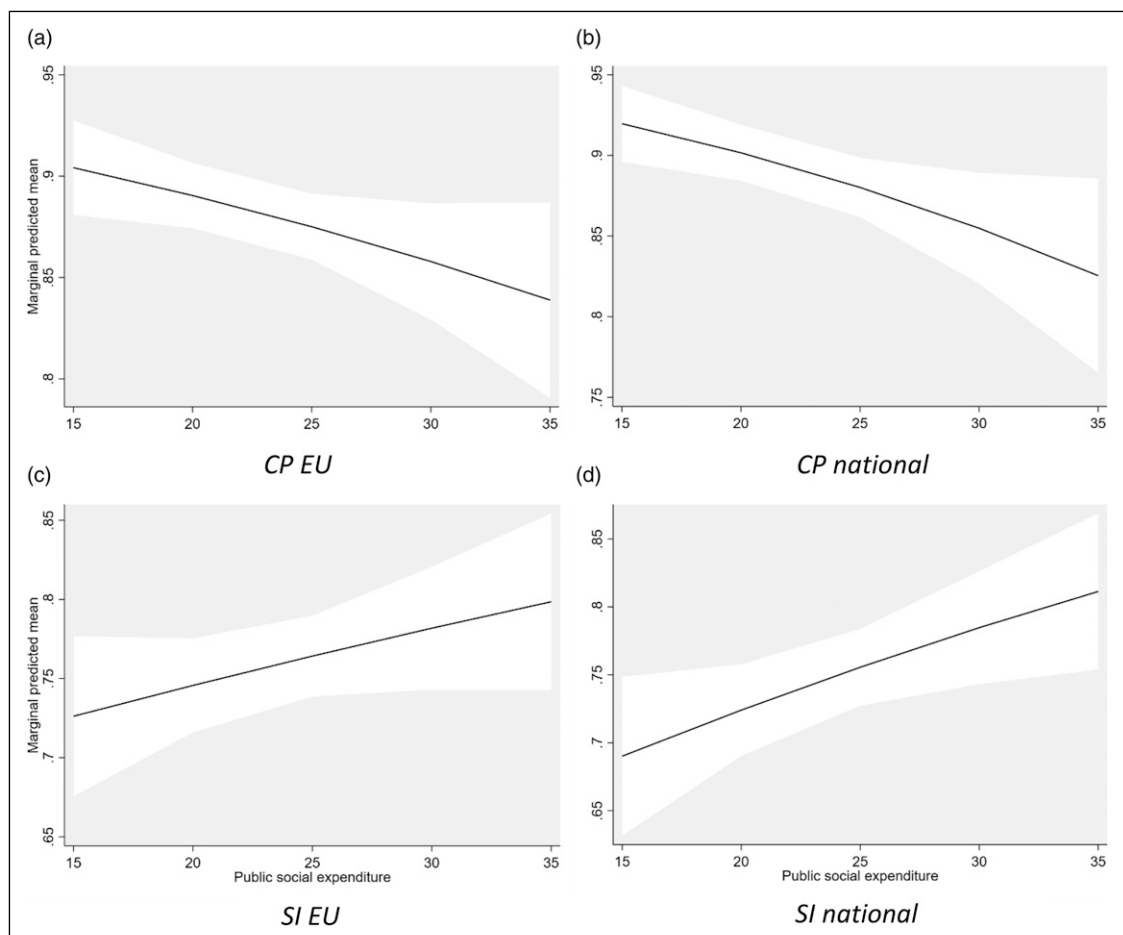 (a)
.95
.9
.85
.8
Marginal predicted mean
15 20 25 30 35
CP EU
(b)
.95
.9
.85
.8
.75
15 20 25 30 35
CP national
(c)
.85
.8
.75
.7
.65
Marginal predicted mean
15 20 25 30 35
Public social expenditure
SI EU
(d)
.85
.8
.75
.7
.65
15 20 25 30 35
Public social expenditure
SI national